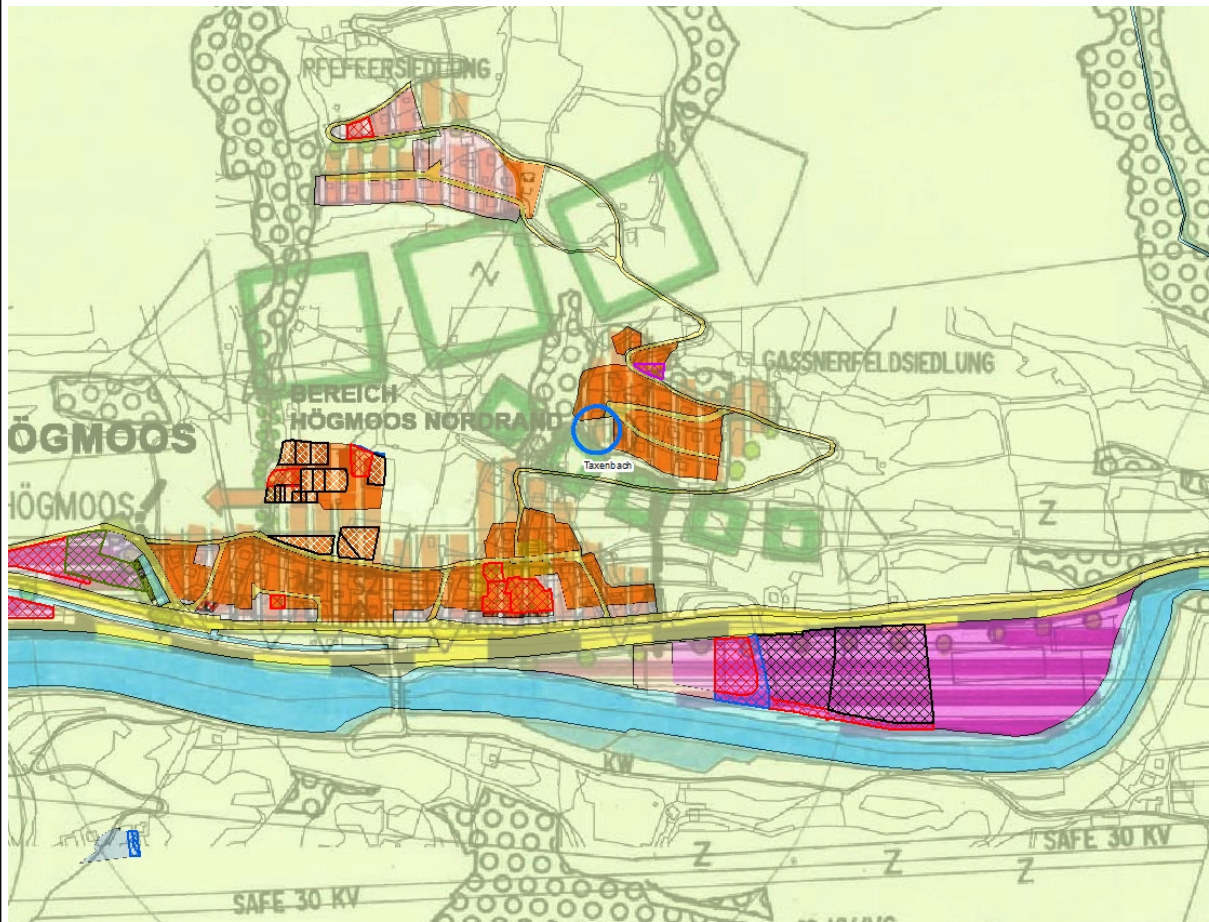 PFEFFERSIEDLUNG
GASSNERFELDSIEDLUNG
BEREICH
HÖGMOOS NORDRAND
ÖGMOOS
Taxenbach
HÖGMOOS
Z
Z
KW
Z
Z
Z
SAFE 30 KV
SAFE 30 KV